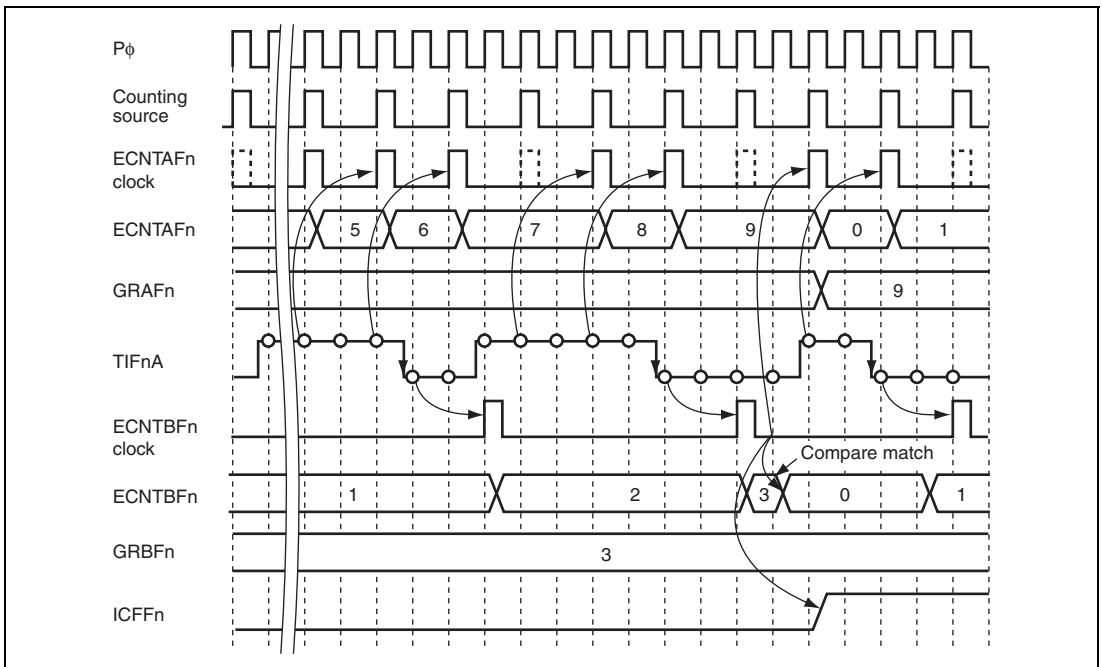 Pϕ
Counting
source
ECNTAFn
clock
ECNTAFn 5 6 7 8 9 0 1
GRAFn 9
TIFnA
ECNTBFn
clock
Compare match
ECNTBFn 1 2 3 0 1
GRBFn 3
ICFFn